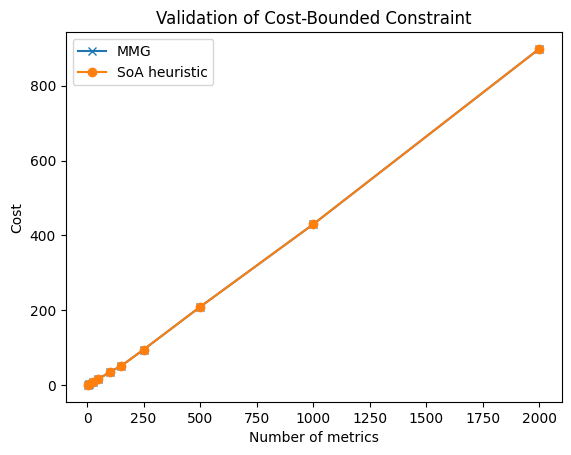 Validation of Cost-Bounded Constraint
MMG
SoA heuristic
Cost
800
600
400
200
0
0 250 500 750 1000 1250 1500 1750 2000
Number of metrics